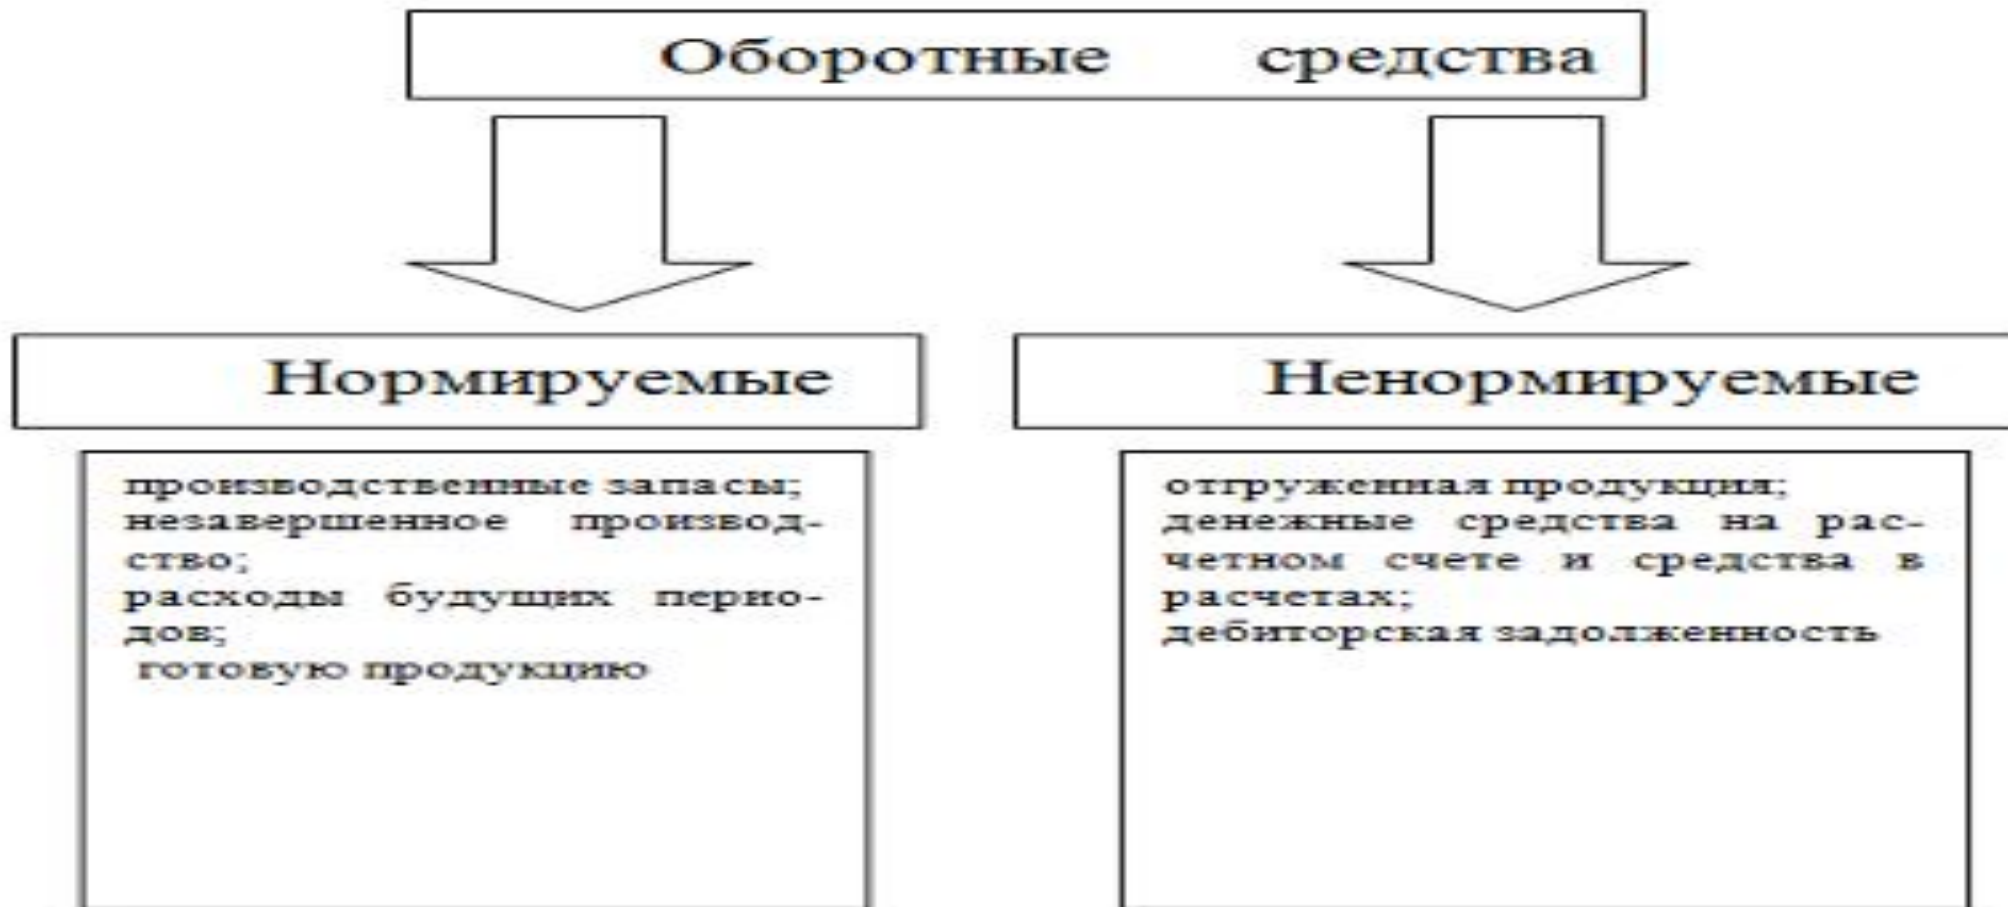 Оборотные средства
Нормируемые
Ненормируемые
производственные запасы;
незавершенное производ-
ство;
расходы будущих перио-
дов;
готовую продукцию
отгруженная продукция;
денежные средства на рас-
четном счете и средства в
расчетах;
дебиторская задолженность